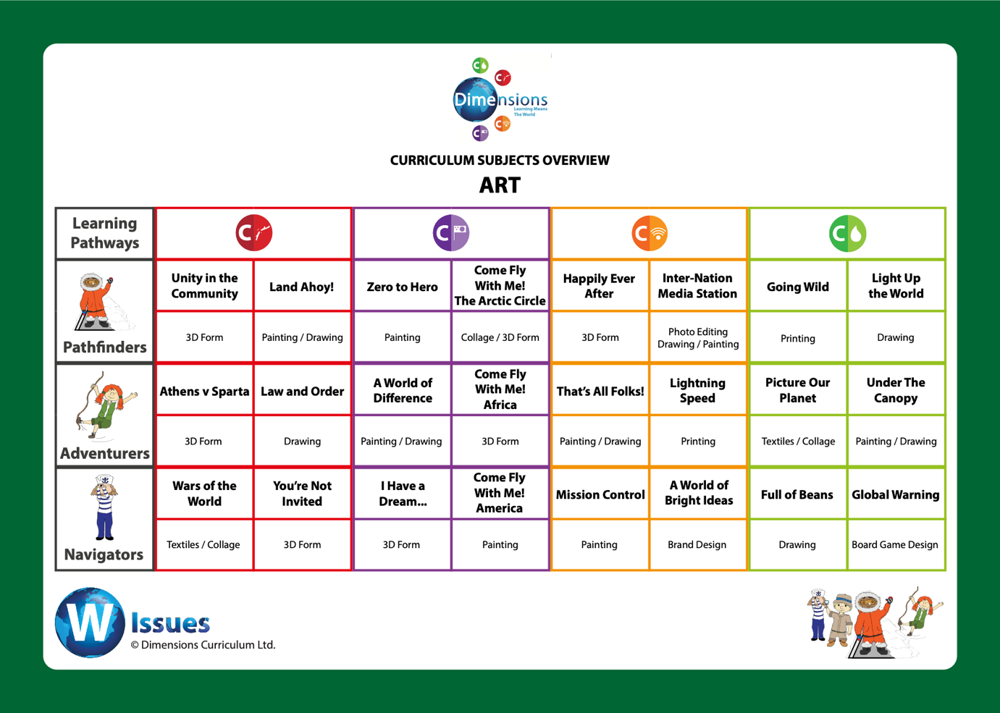 C
C
Dimensions
Learning Means
The World
C
C
CURRICULUM SUBJECTS OVERVIEW
ART
Learning
Pathways
C
C
C
C
Pathfinders
Unity in the
Community
Land Ahoy!
Zero to Hero
Come Fly
With Me!
The Arctic Circle
Happily Ever
After
Inter-Nation
Media Station
Going Wild
Light Up
the World
3D Form
Painting / Drawing
Painting
Collage / 3D Form
3D Form
Photo Editing
Drawing / Painting
Printing
Drawing
Adventurers
Athens v Sparta
Law and Order
A World of
Difference
Come Fly
With Me!
Africa
That's All Folks!
Lightning
Speed
Picture Our
Planet
Under The
Canopy
3D Form
Drawing
Painting / Drawing
3D Form
Painting / Drawing
Printing
Textiles / Collage
Painting / Drawing
Navigators
Wars of the
World
You're Not
Invited
I Have a
Dream...
Come Fly
With Me!
America
Mission Control
A World of
Bright Ideas
Full of Beans
Global Warning
Textiles / Collage
3D Form
3D Form
Painting
Painting
Brand Design
Drawing
Board Game Design
W Issues
© Dimensions Curriculum Ltd.